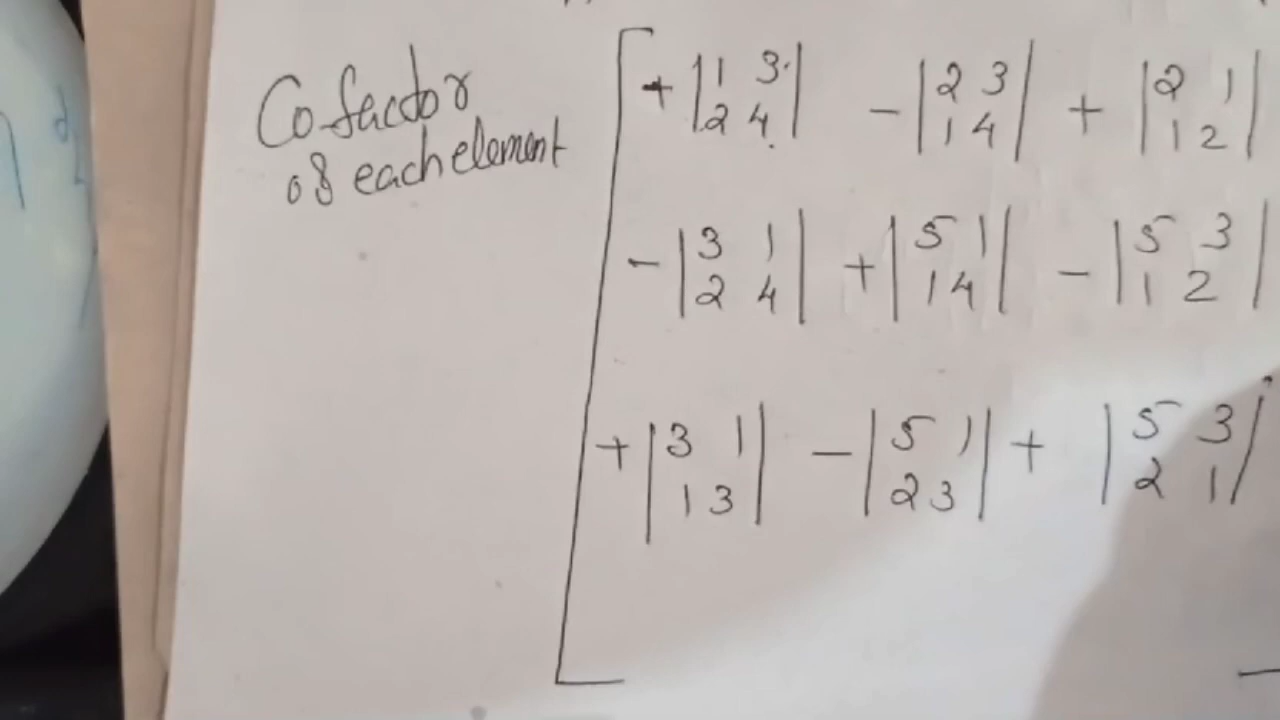 Cofactor
of each element
+ |1 3| - |2 3| + |2 1|
|2 4| |1 4| |1 2|
- |3 1| + |5 1| - |5 3|
|2 4| |1 4| |1 2|
+ |3 1| - |5 1| + |5 3|
|1 3| |2 3| |2 1|